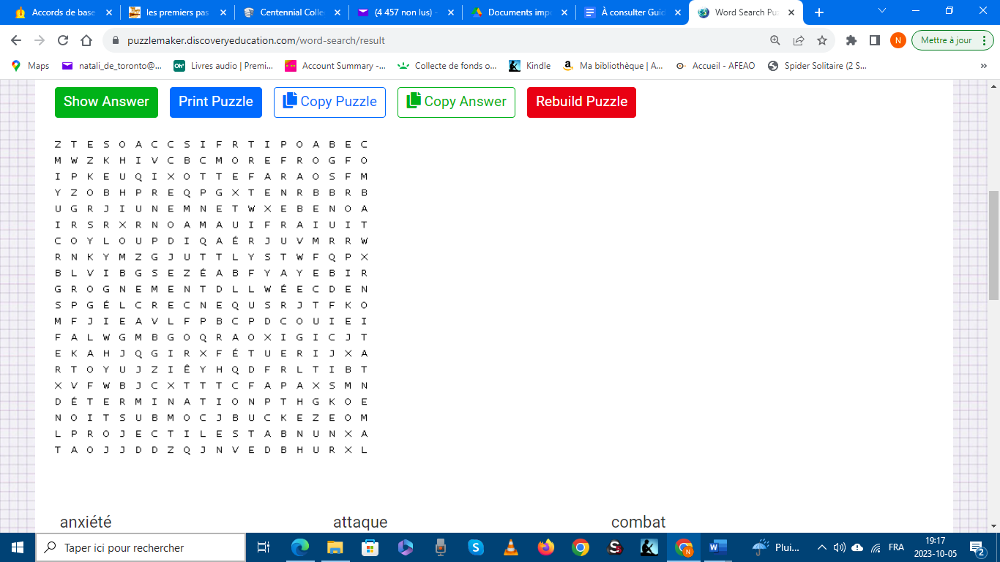 Accords de base
les premiers pas
Centennial Colle
(4 457 non lus) -
Documents impo
À consulter Guid
Word Search Pu
puzzlemaker.discoveryeducation.com/word-search/result
N
Mettre à jour
Maps
natali_de_toronto@...
Livres audio | Premi...
Account Summary -...
Collecte de fonds o...
Kindle
Ma bibliothèque | A...
Accueil - AFEAO
Spider Solitaire (2 S...
»
Show Answer
Print Puzzle
Copy Puzzle
Copy Answer
Rebuild Puzzle
Z T E S O A C C S I F R T I P O A B E C
M W Z K H I V C B C M O R E F R O G F O
I P K E U Q I X O T T E F A R A O S F M
Y Z O B H P R E Q P G X T E N R B B R B
U G R J I U N E M N E T W X E B E N O A
I R S R X R N O A M A U I F R A I U I T
C O Y L O U P D I Q A É R J U V M R R W
R N K Y M Z G J U T T L Y S T W F Q P X
B L V I B G S E Z É A B F Y A Y E B I R
G R O G N E M E N T D L L W É E C D E N
S P G É L C R E C N E Q U S R J T F K O
M F J I E A V L F P B C P D C O U I E I
F A L W G M B G O Q R A O X I G I C J T
E K A H J Q G I R X F É T U E R I J X A
R T O Y U J Z I Ê Y H Q D F R L T I B T
X V F W B J C X T T T C F A P A X S M N
D É T E R M I N A T I O N P T H G K O E
N O I T S U B M O C J B U C K E Z E O M
L P R O J E C T I L E S T A B N U N X A
T A O J J D D Z Q J N V E D B H U R X L
anxiété
attaque
combat
Taper ici pour rechercher
Plui...
FRA
19:17
2023-10-05
2